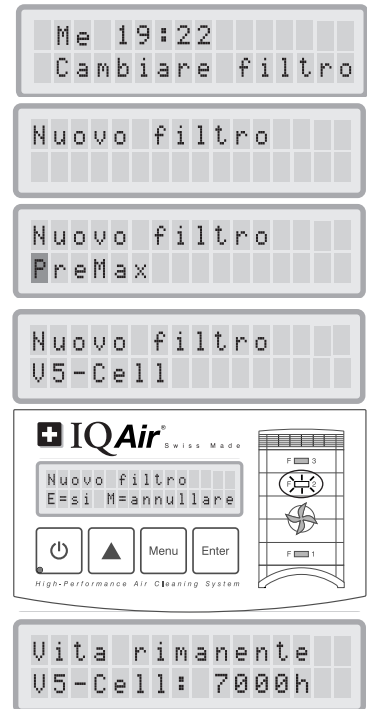 Me 19:22
Cambiare filtro
Nuovo filtro
Nuovo filtro
PreMax
Nuovo filtro
V5-Cell
IQAir® Swiss Made
Nuovo filtro
E=si M=annullare
Menu Enter
High-Performance Air Cleaning System
F 3
F 2
F 1
Vita rimanente
V5-Cell: 7000h